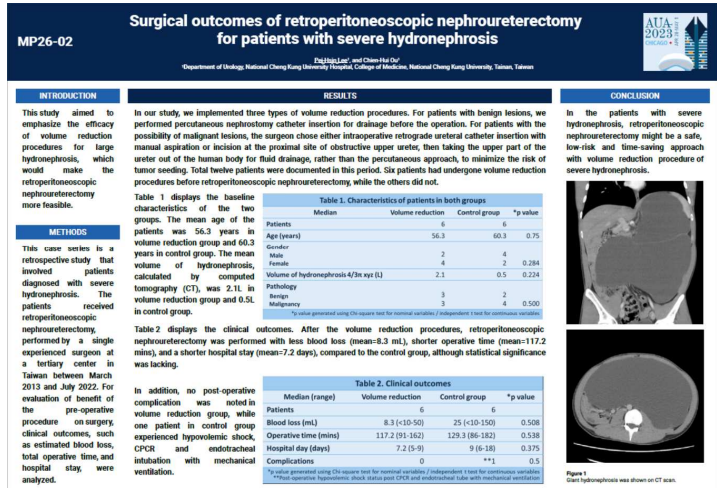 MP26-02
Surgical outcomes of retroperitoneoscopic nephroureterectomy
for patients with severe hydronephrosis
Pei-Hsin Lee¹, and Chien-Hui Ou¹
¹Department of Urology, National Cheng Kung University Hospital, College of Medicine, National Cheng Kung University, Tainan, Taiwan
AUA
2023
CHICAGO
INTRODUCTION
This study aimed to
emphasize the efficacy
of volume reduction
procedures for large
hydronephrosis, which
would make the
retroperitoneoscopic
nephroureterectomy
more feasible.
METHODS
This case series is a
retrospective study that
involved patients
diagnosed with severe
hydronephrosis. The
patients received
retroperitoneoscopic
nephroureterectomy,
performed by a single
experienced surgeon at
a tertiary center in
Taiwan between March
2013 and July 2022. For
evaluation of benefit of
the pre-operative
procedure on surgery,
clinical outcomes, such
as estimated blood loss,
total operative time, and
hospital stay, were
analyzed.
RESULTS
In our study, we implemented three types of volume reduction procedures. For patients with benign lesions, we
performed percutaneous nephrostomy catheter insertion for drainage before the operation. For patients with the
possibility of malignant lesions, the surgeon chose either intraoperative retrograde ureteral catheter insertion with
manual aspiration or incision at the proximal site of obstructive upper ureter, then taking the upper part of the
ureter out of the human body for fluid drainage, rather than the percutaneous approach, to minimize the risk of
tumor seeding. Total twelve patients were documented in this period. Six patients had undergone volume reduction
procedures before retroperitoneoscopic nephroureterectomy, while the others did not.
Table 1 displays the baseline
characteristics of the two
groups. The mean age of the
patients was 56.3 years in
volume reduction group and 60.3
years in control group. The mean
volume of hydronephrosis,
calculated by computed
tomography (CT), was 2.1L in
volume reduction group and 0.5L
in control group.
Table 1. Characteristics of patients in both groups
Median Volume reduction Control group *p value
Patients 6 6
Age (years) 56.3 60.3 0.75
Gender
Male 2 4
Female 4 2 0.284
Volume of hydronephrosis 4/3π xyz (L) 2.1 0.5 0.224
Pathology
Benign 3 2
Malignancy 3 4 0.500
*p value generated using Chi-square test for nominal variables / independent t test for continuous variables
Table 2 displays the clinical outcomes. After the volume reduction procedures, retroperitoneoscopic
nephroureterectomy was performed with less blood loss (mean=8.3 mL), shorter operative time (mean=117.2
mins), and a shorter hospital stay (mean=7.2 days), compared to the control group, although statistical significance
was lacking.
In addition, no post-operative
complication was noted in
volume reduction group, while
one patient in control group
experienced hypovolemic shock,
CPCR and endotracheal
intubation with mechanical
ventilation.
Table 2. Clinical outcomes
Median (range) Volume reduction Control group *p value
Patients 6 6
Blood loss (mL) 8.3 (<10-50) 25 (<10-150) 0.508
Operative time (mins) 117.2 (91-162) 129.3 (86-182) 0.538
Hospital day (days) 7.2 (5-9) 9 (6-18) 0.375
Complications 0 **1 0.5
*p value generated using Chi-square test for nominal variables / independent t test for continuous variables
**Post-operative hypovolemic shock status post CPCR and endotracheal tube with mechanical ventilation
CONCLUSION
In the patients with severe
hydronephrosis, retroperitoneoscopic
nephroureterectomy might be a safe,
low-risk and time-saving approach
with volume reduction procedure of
severe hydronephrosis.
Figure 1
Giant hydronephrosis was shown on CT scan.